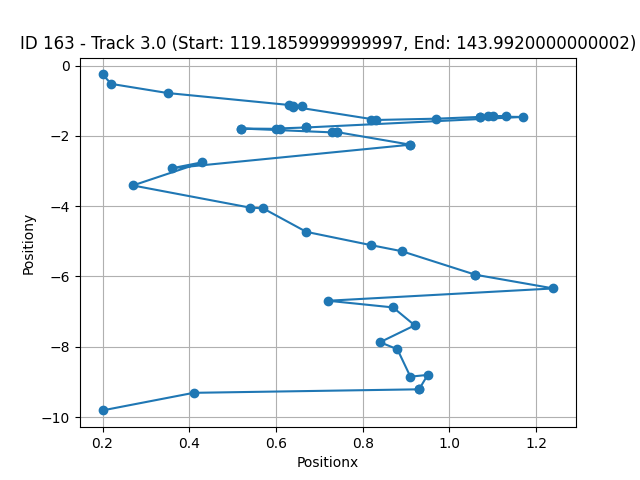 ID 163 - Track 3.0 (Start: 119.1859999999997, End: 143.9920000000002)
0
−2
−4
−6
−8
−10
Positiony
0.2 0.4 0.6 0.8 1.0 1.2
Positionx